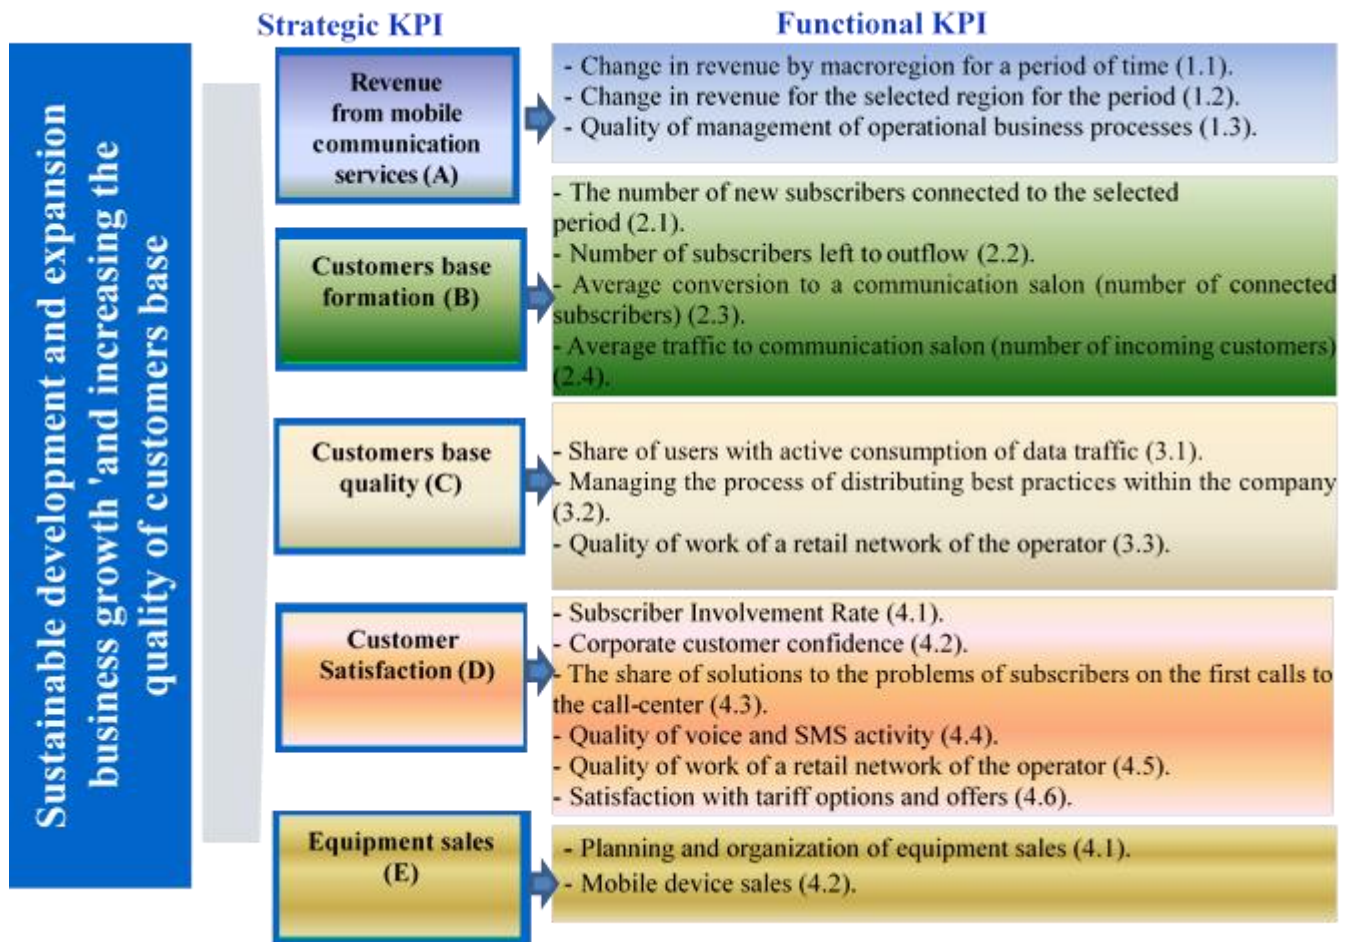 Strategic KPI
Functional KPI
Sustainable development and expansion
business growth 'and increasing the
quality of customers base
Revenue
from mobile
communication
services (A)
- Change in revenue by macroregion for a period of time (1.1).
- Change in revenue for the selected region for the period (1.2).
- Quality of management of operational business processes (1.3).
Customers base
formation (B)
- The number of new subscribers connected to the selected
period (2.1).
- Number of subscribers left to outflow (2.2).
- Average conversion to a communication salon (number of connected
subscribers) (2.3).
- Average traffic to communication salon (number of incoming customers)
(2.4).
Customers base
quality (C)
- Share of users with active consumption of data traffic (3.1).
- Managing the process of distributing best practices within the company
(3.2).
- Quality of work of a retail network of the operator (3.3).
Customer
Satisfaction (D)
- Subscriber Involvement Rate (4.1).
- Corporate customer confidence (4.2).
- The share of solutions to the problems of subscribers on the first calls to
the call-center (4.3).
- Quality of voice and SMS activity (4.4).
- Quality of work of a retail network of the operator (4.5).
- Satisfaction with tariff options and offers (4.6).
Equipment sales
(E)
- Planning and organization of equipment sales (4.1).
- Mobile device sales (4.2).